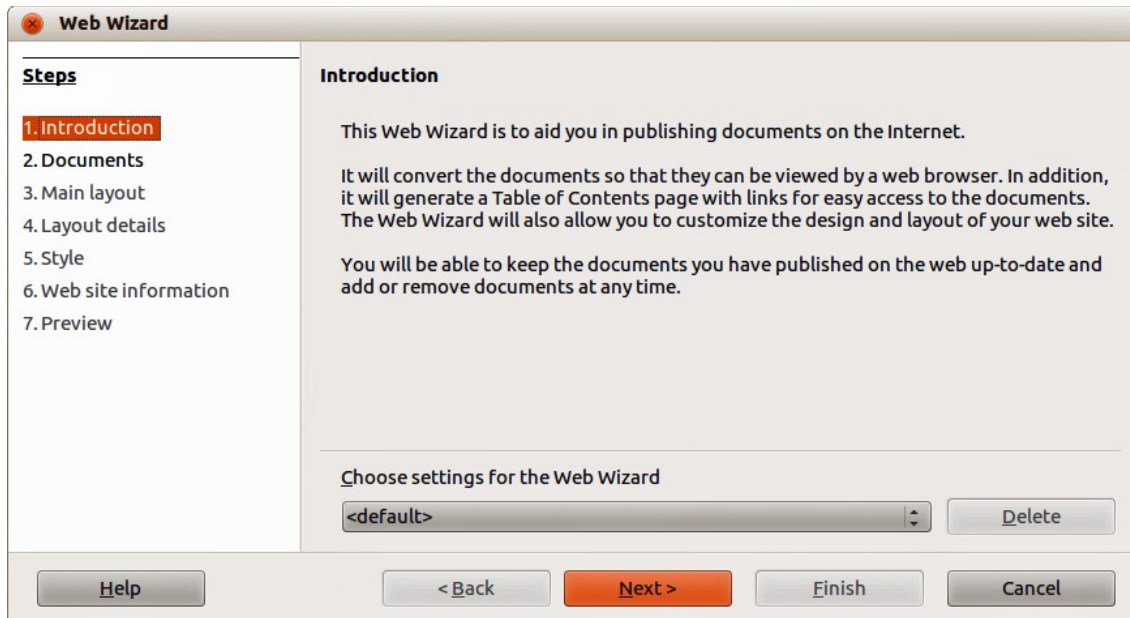 Web Wizard
Steps
1. Introduction
2. Documents
3. Main layout
4. Layout details
5. Style
6. Web site information
7. Preview
Introduction
This Web Wizard is to aid you in publishing documents on the Internet.
It will convert the documents so that they can be viewed by a web browser. In addition,
it will generate a Table of Contents page with links for easy access to the documents.
The Web Wizard will also allow you to customize the design and layout of your web site.
You will be able to keep the documents you have published on the web up-to-date and
add or remove documents at any time.
Choose settings for the Web Wizard
<default>
Delete
Help
< Back
Next >
Finish
Cancel